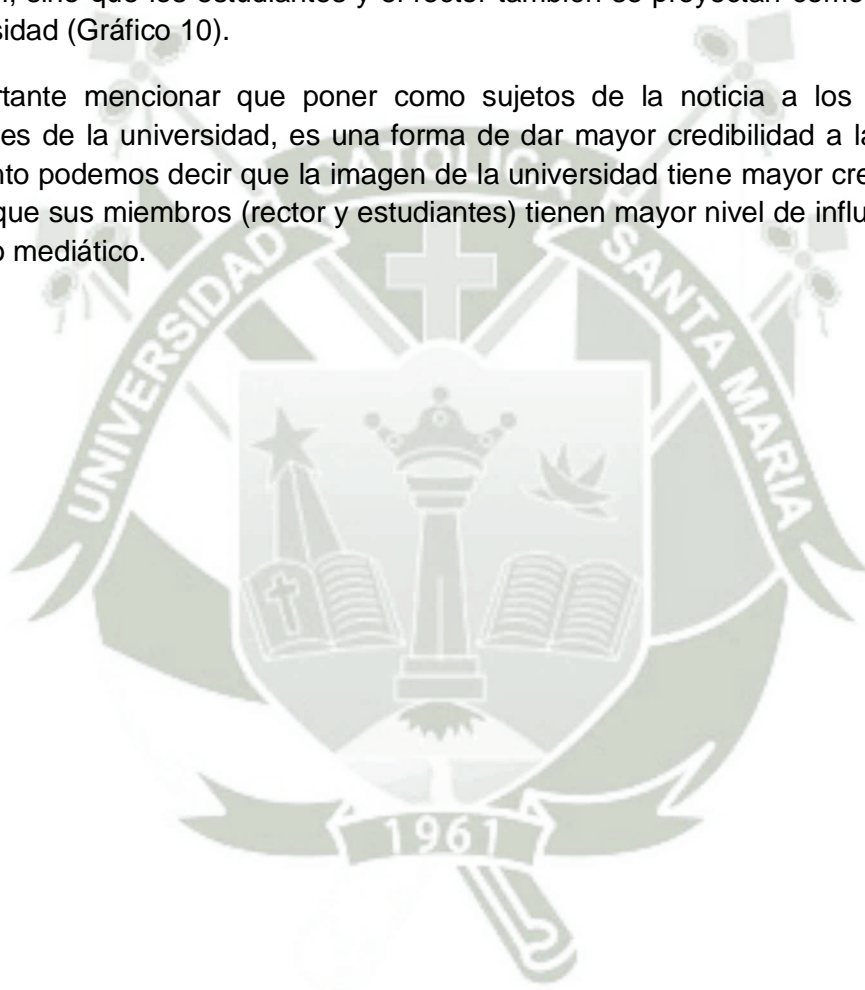 sino que los estudiantes y el rector también se proyectan como
sidad (Gráfico 10).
rtante mencionar que poner como sujetos de la noticia a los
es de la universidad, es una forma de dar mayor credibilidad a la
nto podemos decir que la imagen de la universidad tiene mayor cre
que sus miembros (rector y estudiantes) tienen mayor nivel de influ
o mediático.
UNIVERSIDAD CATOLICA SANTA MARIA
1961